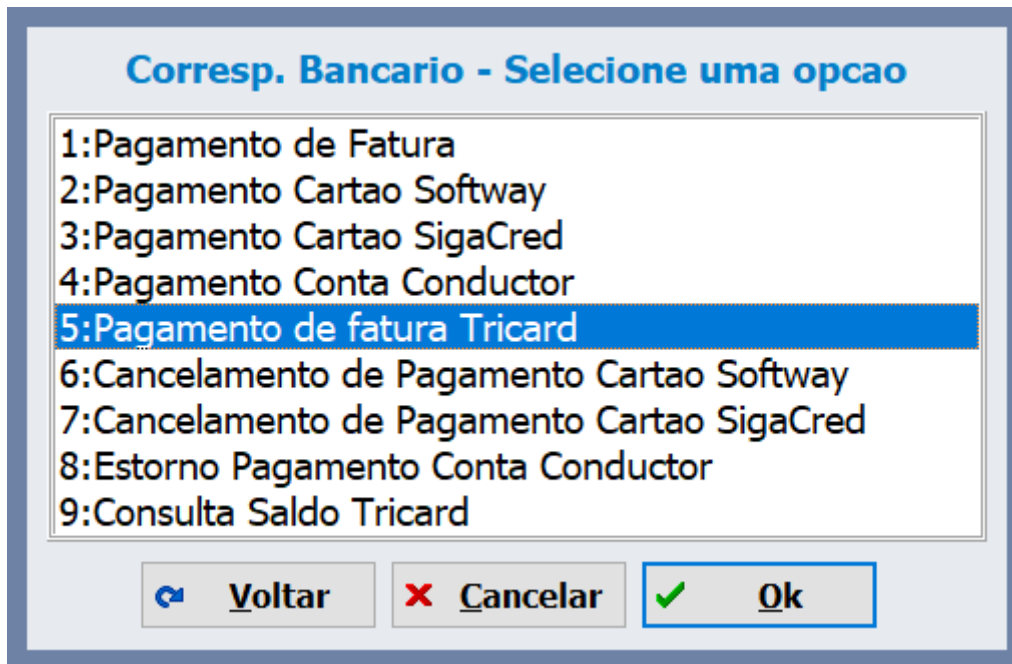 Corresp. Bancario - Selecione uma opcao
1:Pagamento de Fatura
2:Pagamento Cartao Softway
3:Pagamento Cartao SigaCred
4:Pagamento Conta Conductor
5:Pagamento de fatura Tricard
6:Cancelamento de Pagamento Cartao Softway
7:Cancelamento de Pagamento Cartao SigaCred
8:Estorno Pagamento Conta Conductor
9:Consulta Saldo Tricard
Voltar Cancelar Ok